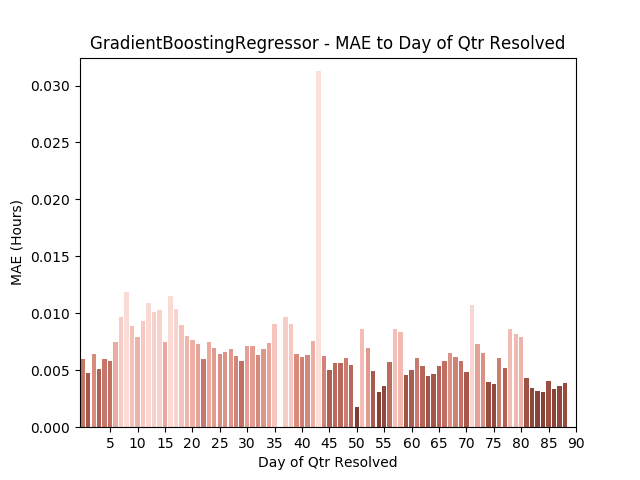 GradientBoostingRegressor - MAE to Day of Qtr Resolved
0.030
0.025
0.020
0.015
0.010
0.005
0.000
MAE (Hours)
5 10 15 20 25 30 35 40 45 50 55 60 65 70 75 80 85 90
Day of Qtr Resolved